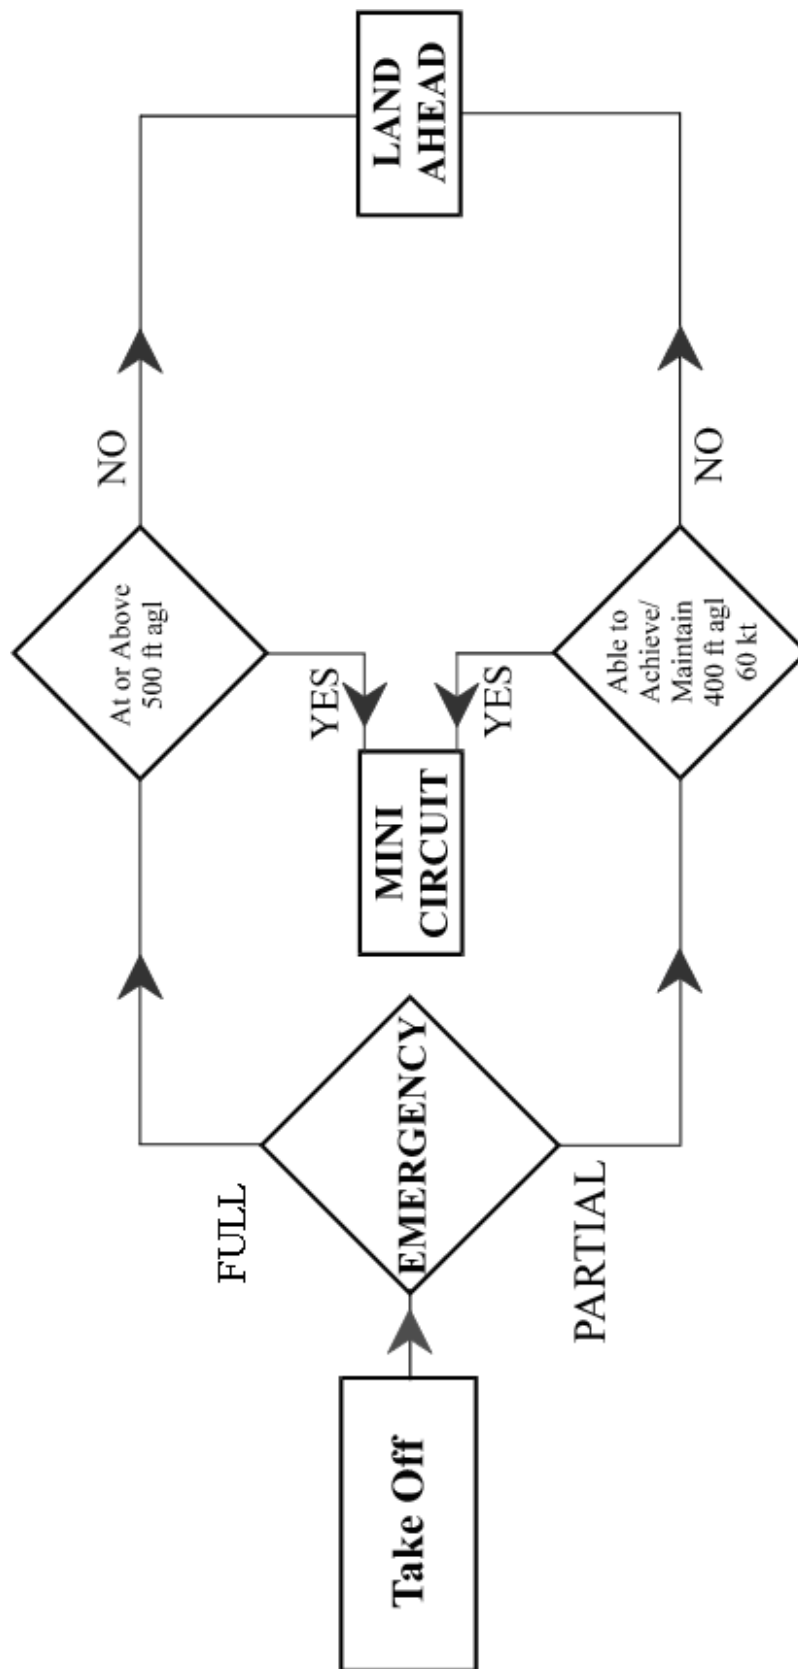 Take Off
EMERGENCY
FULL
PARTIAL
At or Above
500 ft agl
Able to
Achieve/
Maintain
400 ft agl
60 kt
YES
YES
MINI
CIRCUIT
NO
NO
LAND
AHEAD